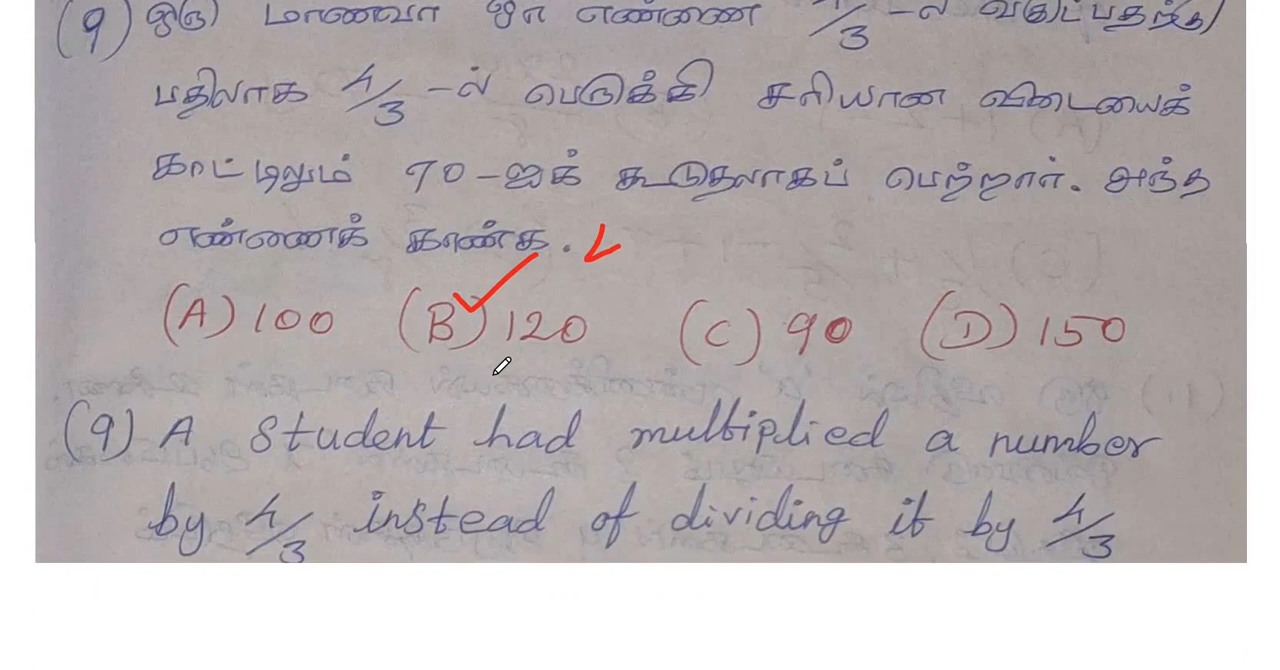 (9) ஒரு மாணவர் ஓர் எண்ணை 4/3 -ல் வகுப்பதற்கு
பதிலாக 4/3 -ல் பெருக்கி சரியான விடையைக்
காட்டிலும் 70-ஐக் கூடுதலாகப் பெற்றார். அந்த
எண்ணைக் காண்க.
(A) 100 (B) 120 (C) 90 (D) 150
(9) A student had multiplied a number
by 4/3 instead of dividing it by 4/3